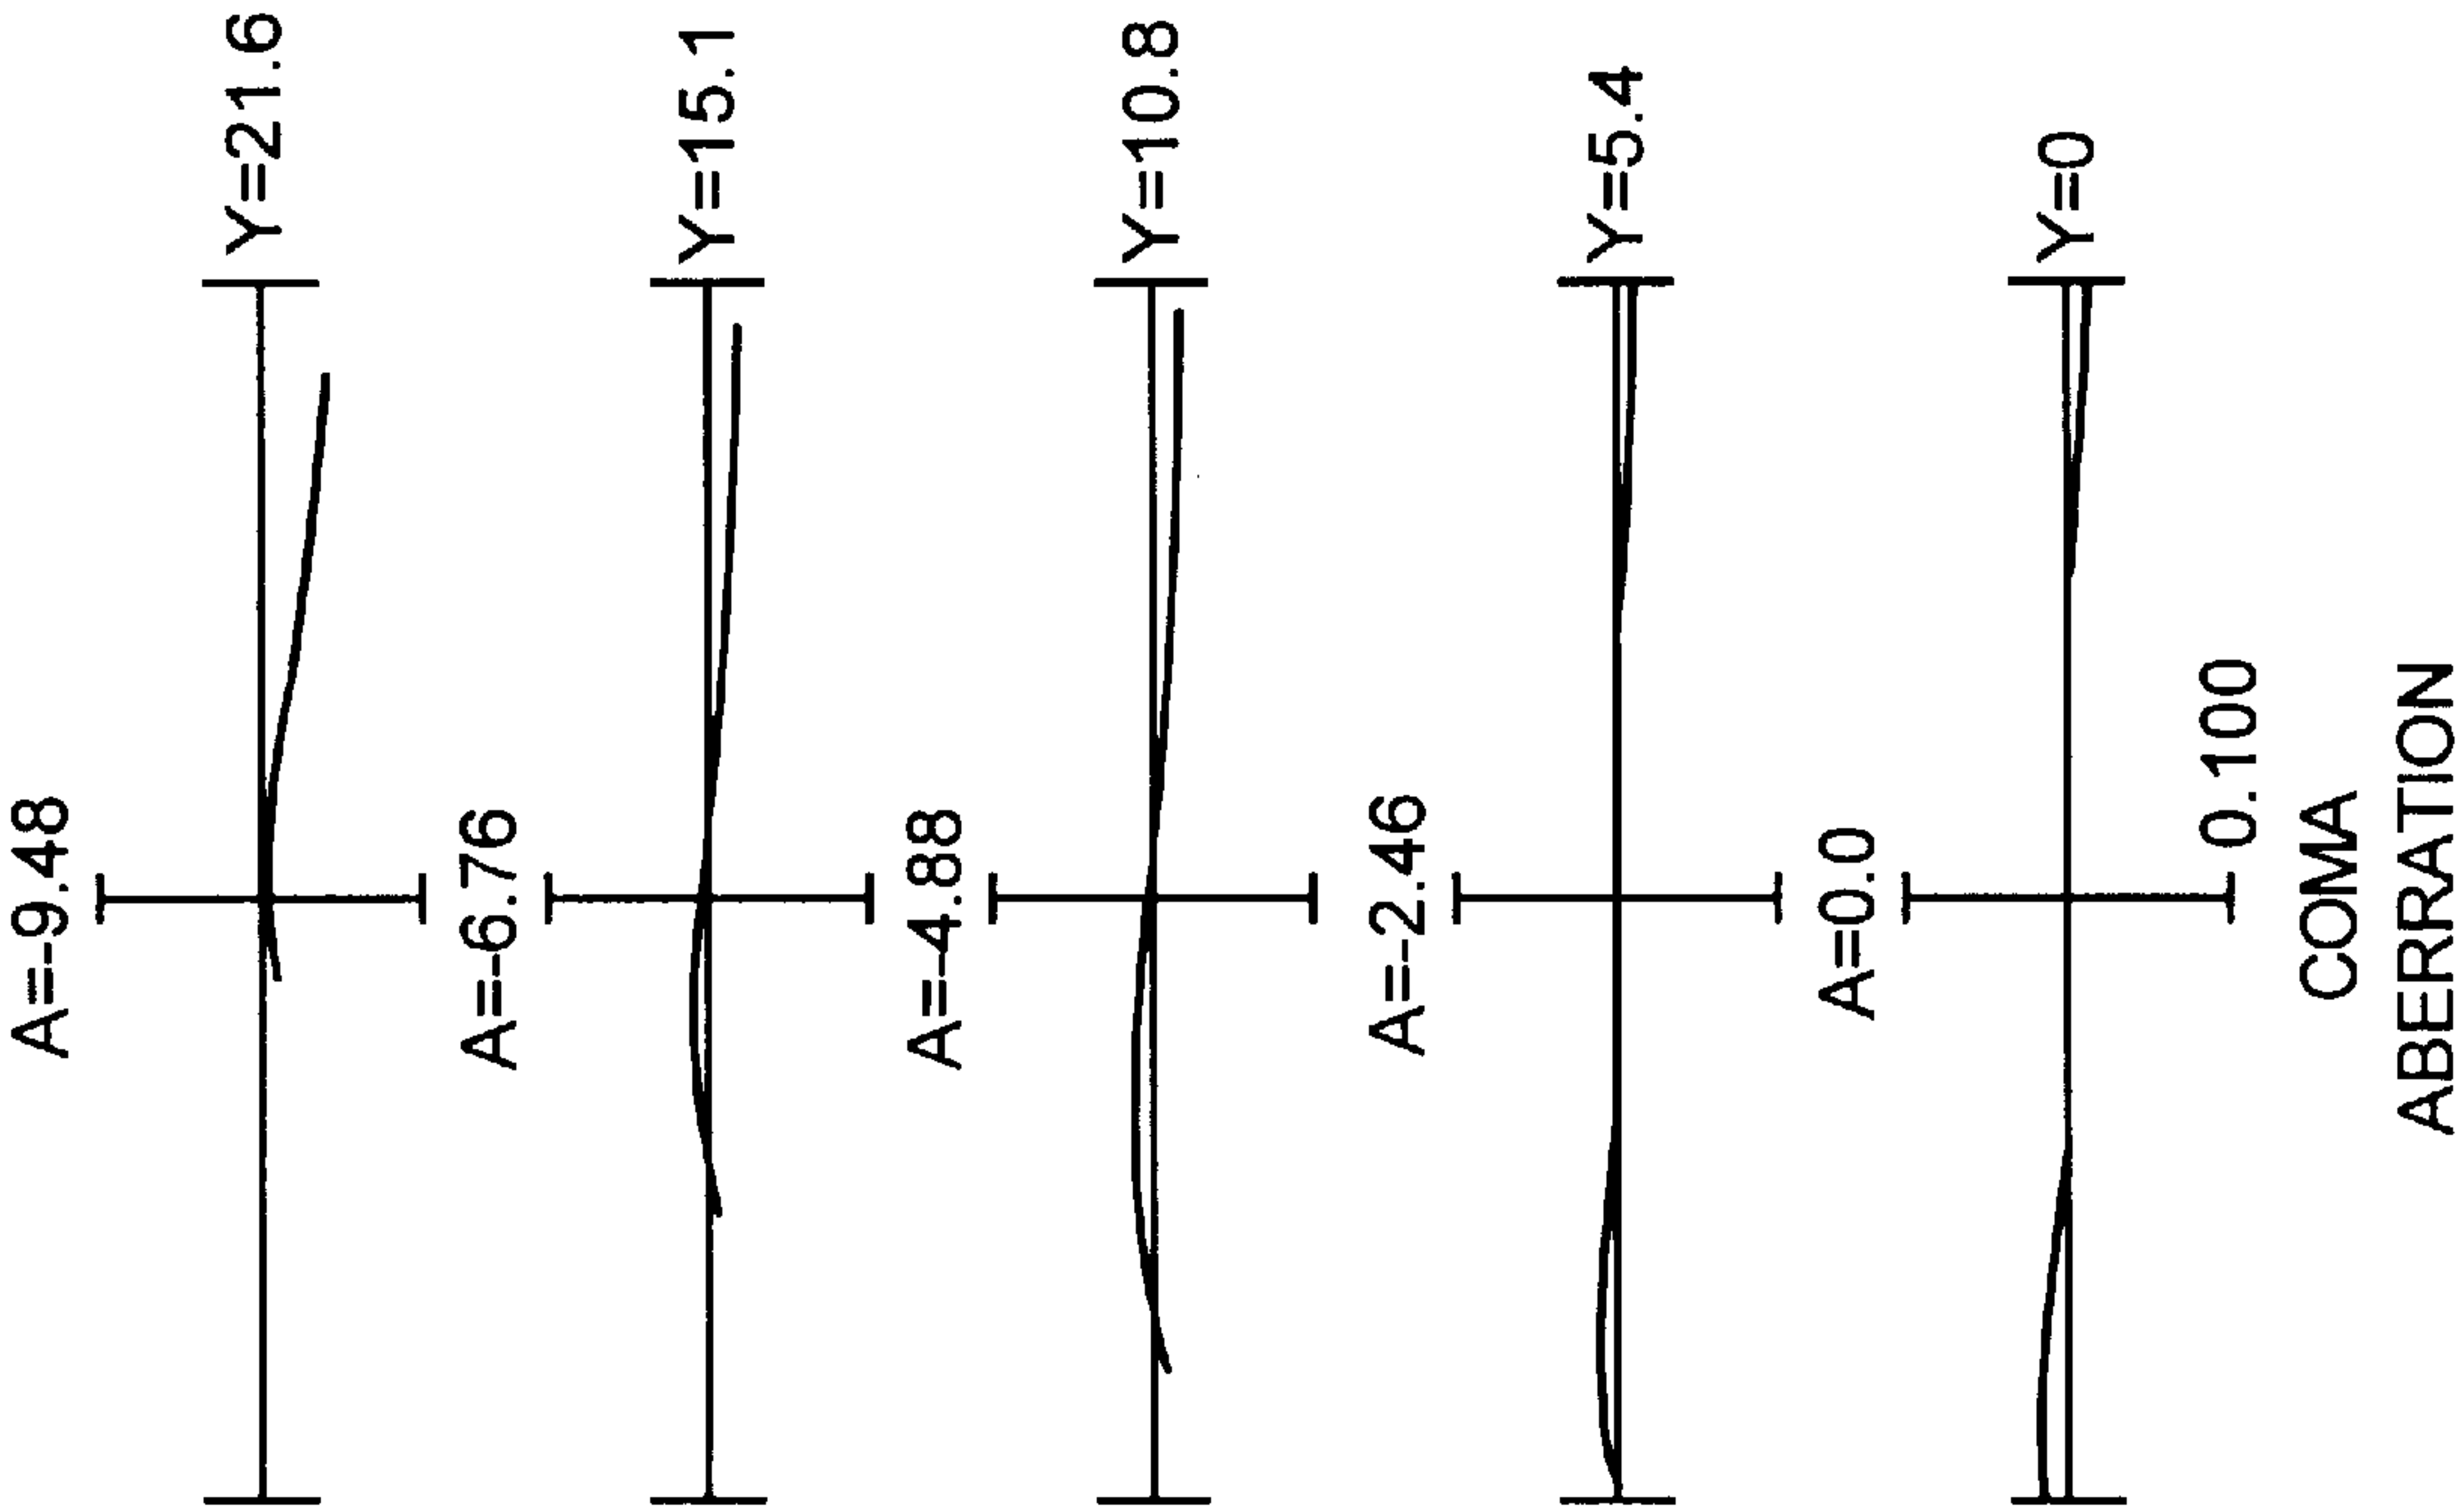 A=-9.48
Y=21.6
A=-6.76
Y=15.1
A=-4.88
Y=10.8
A=-2.46
Y=5.4
A=0.0
Y=0
0.100
COMA
ABERRATION